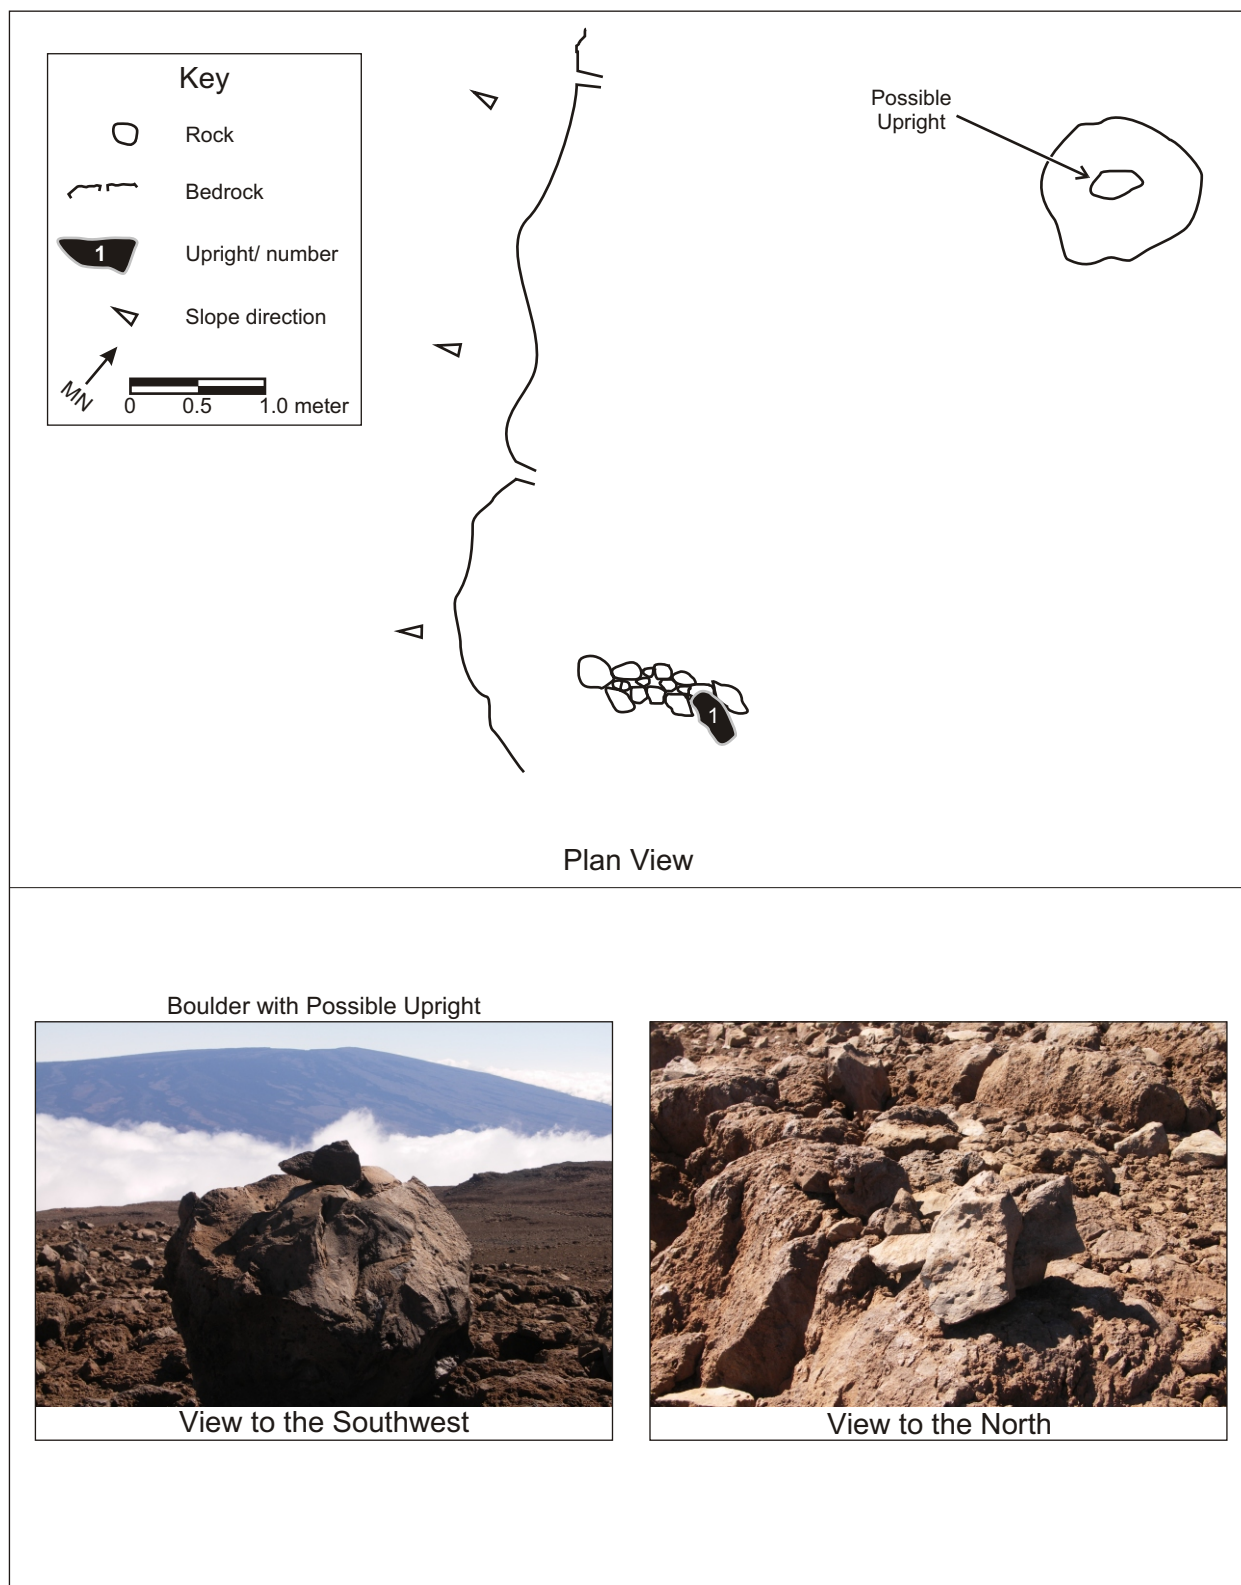 Key
Rock
Bedrock
1
Upright/ number
Slope direction
MN
0 0.5 1.0 meter
Possible
Upright
1
Plan View
Boulder with Possible Upright
View to the Southwest
View to the North